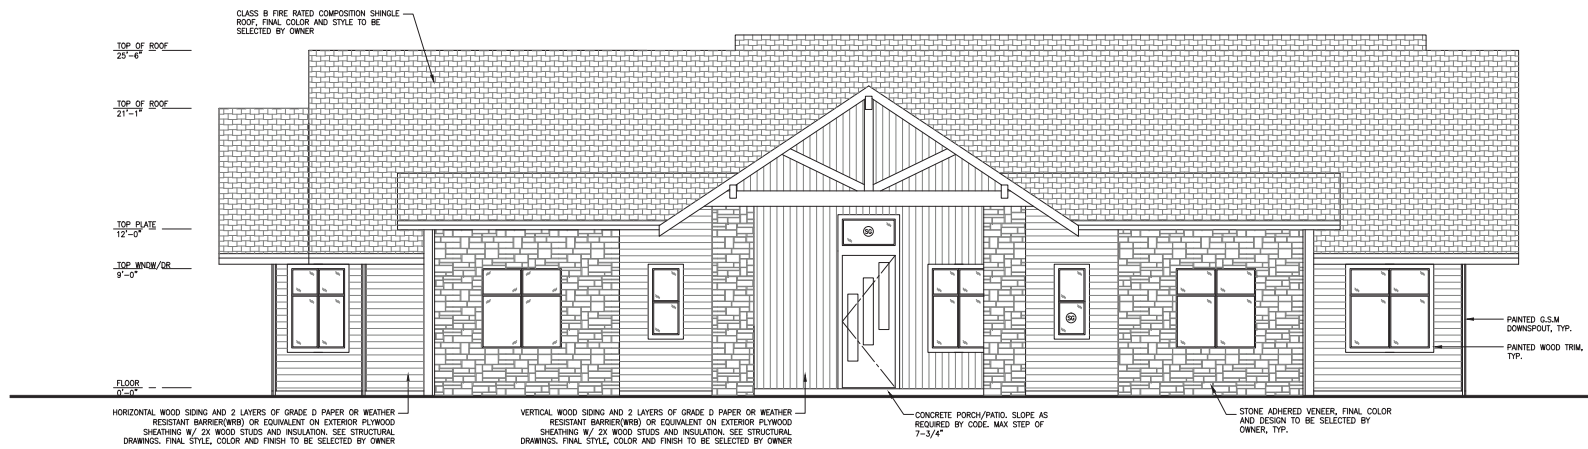 CLASS B FIRE RATED COMPOSITION SHINGLE
ROOF, FINAL COLOR AND STYLE TO BE
SELECTED BY OWNER
TOP OF ROOF
25'-6"
TOP OF ROOF
21'-1"
TOP PLATE
12'-0"
TOP WNDW/DR
9'-0"
FLOOR
0'-0"
SG
SG
PAINTED G.S.M
DOWNSPOUT, TYP.
PAINTED WOOD TRIM,
TYP.
HORIZONTAL WOOD SIDING AND 2 LAYERS OF GRADE D PAPER OR WEATHER
RESISTANT BARRIER(WRB) OR EQUIVALENT ON EXTERIOR PLYWOOD
SHEATHING W/ 2X WOOD STUDS AND INSULATION. SEE STRUCTURAL
DRAWINGS. FINAL STYLE, COLOR AND FINISH TO BE SELECTED BY OWNER
VERTICAL WOOD SIDING AND 2 LAYERS OF GRADE D PAPER OR WEATHER
RESISTANT BARRIER(WRB) OR EQUIVALENT ON EXTERIOR PLYWOOD
SHEATHING W/ 2X WOOD STUDS AND INSULATION. SEE STRUCTURAL
DRAWINGS. FINAL STYLE, COLOR AND FINISH TO BE SELECTED BY OWNER
CONCRETE PORCH/PATIO. SLOPE AS
REQUIRED BY CODE. MAX STEP OF
7-3/4"
STONE ADHERED VENEER, FINAL COLOR
AND DESIGN TO BE SELECTED BY
OWNER, TYP.